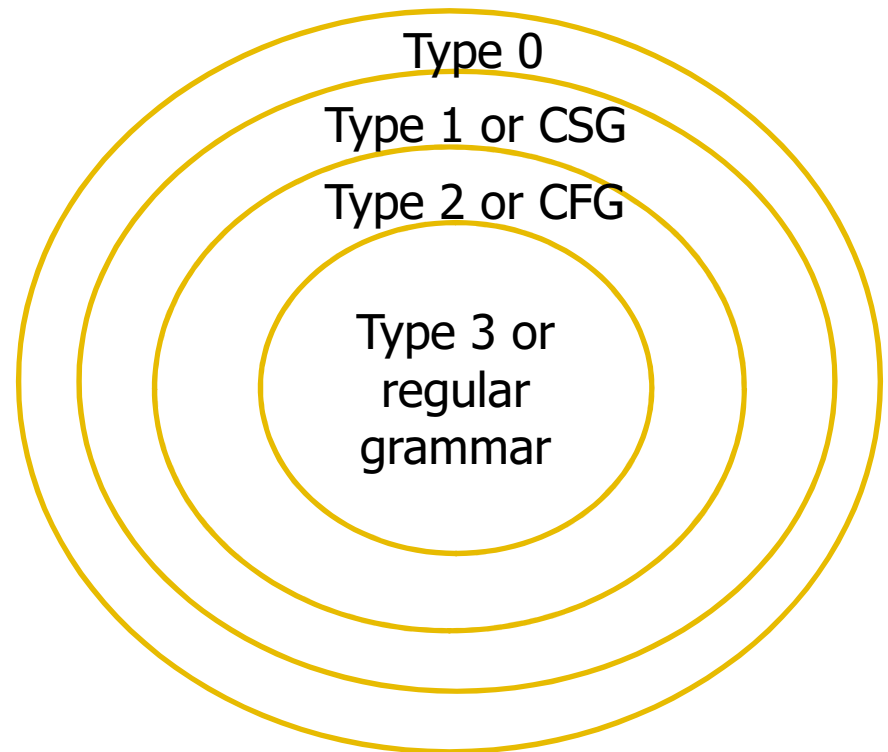 Type 0
Type 1 or CSG
Type 2 or CFG
Type 3 or
regular
grammar